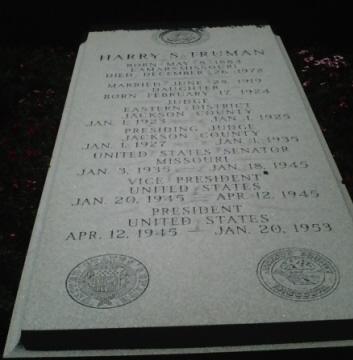 HARRY S. TRUMAN
BORN MAY 8, 1884
LAMAR, MISSOURI
DIED, DECEMBER 26, 1972
MARRIED JUNE 28, 1919
DAUGHTER
BORN FEBRUARY 17, 1924
JUDGE
EASTERN DISTRICT
JACKSON COUNTY
JAN. 1, 1923 — JAN. 1, 1925
PRESIDING JUDGE
JACKSON COUNTY
JAN. 1, 1927 — JAN. 1, 1935
UNITED STATES SENATOR
MISSOURI
JAN. 3, 1935 — JAN. 18, 1945
VICE PRESIDENT
UNITED STATES
JAN. 20, 1945 — APR. 12, 1945
PRESIDENT
UNITED STATES
APR. 12, 1945 — JAN. 20, 1953